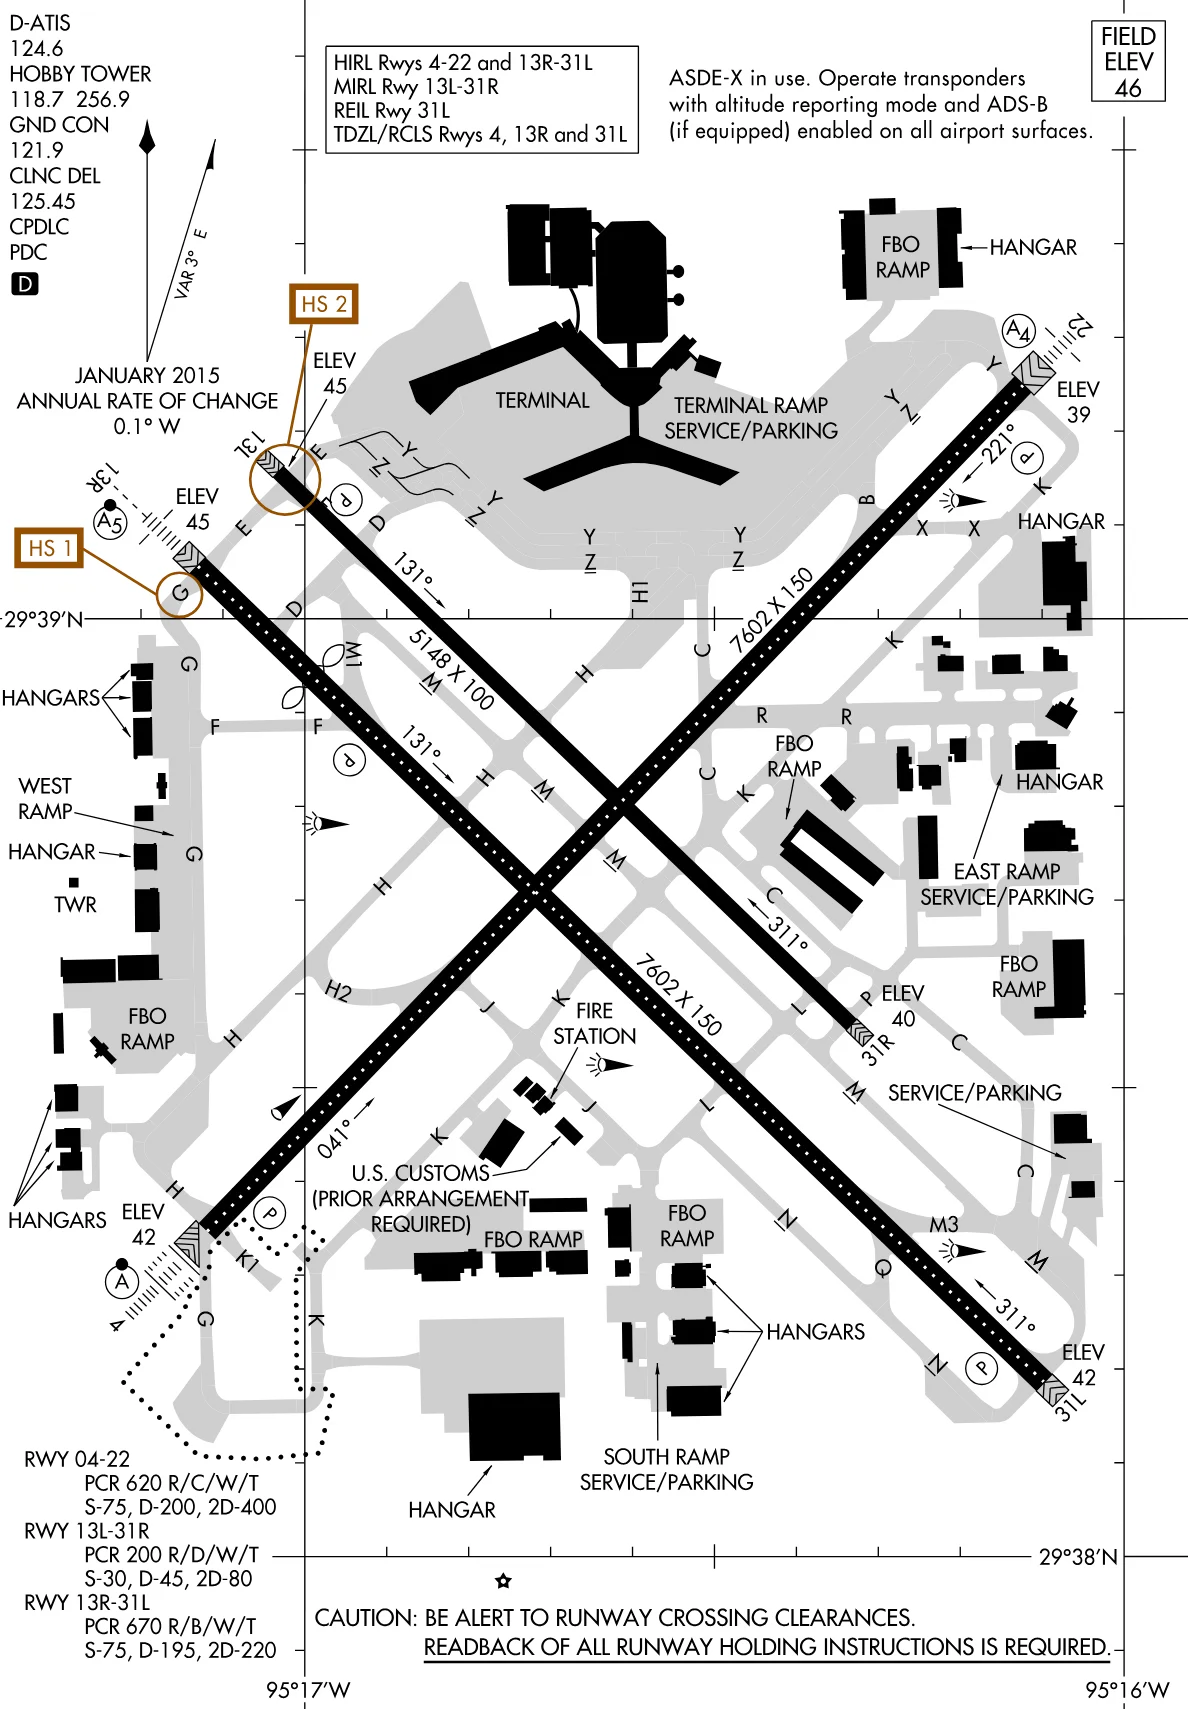 D-ATIS
124.6
HOBBY TOWER
118.7 256.9
GND CON
121.9
CLNC DEL
125.45
CPDLC
PDC
D
HIRL Rwys 4-22 and 13R-31L
MIRL Rwy 13L-31R
REIL Rwy 31L
TDZL/RCLS Rwys 4, 13R and 31L
ASDE-X in use. Operate transponders
with altitude reporting mode and ADS-B
(if equipped) enabled on all airport surfaces.
FIELD
ELEV
46
VAR 3° E
JANUARY 2015
ANNUAL RATE OF CHANGE
0.1° W
HS 2
ELEV
45
13L
13R
A5
ELEV
45
HS 1
TERMINAL
TERMINAL RAMP
SERVICE/PARKING
FBO
RAMP
HANGAR
A4
22
ELEV
39
Y
Y
Z
221°
P
K
HANGAR
B
X
X
E
Y
Z
Y
Z
P
D
E
Y
Z
Y
Z
H1
G
D
131°
5148 X 100
7602 X 150
29°39'N
M1
M
H
C
K
G
HANGARS
F
F
131°
P
R
R
FBO
RAMP
HANGAR
H
M
C
K
WEST
RAMP
G
HANGAR
TWR
M
H
C
EAST RAMP
SERVICE/PARKING
311°
7602 X 150
FBO
RAMP
H2
J
K
FIRE
STATION
L
P
ELEV
40
31R
C
FBO
RAMP
H
SERVICE/PARKING
M
J
L
041°
K
U.S. CUSTOMS
(PRIOR ARRANGEMENT
REQUIRED)
C
HANGARS
H
ELEV
42
P
K1
FBO RAMP
FBO
RAMP
N
M3
M
Q
A
4
G
K
HANGARS
311°
N
P
ELEV
42
31L
SOUTH RAMP
SERVICE/PARKING
HANGAR
RWY 04-22
PCR 620 R/C/W/T
S-75, D-200, 2D-400
RWY 13L-31R
PCR 200 R/D/W/T
S-30, D-45, 2D-80
RWY 13R-31L
PCR 670 R/B/W/T
S-75, D-195, 2D-220
29°38'N
CAUTION: BE ALERT TO RUNWAY CROSSING CLEARANCES.
READBACK OF ALL RUNWAY HOLDING INSTRUCTIONS IS REQUIRED.
95°17'W
95°16'W